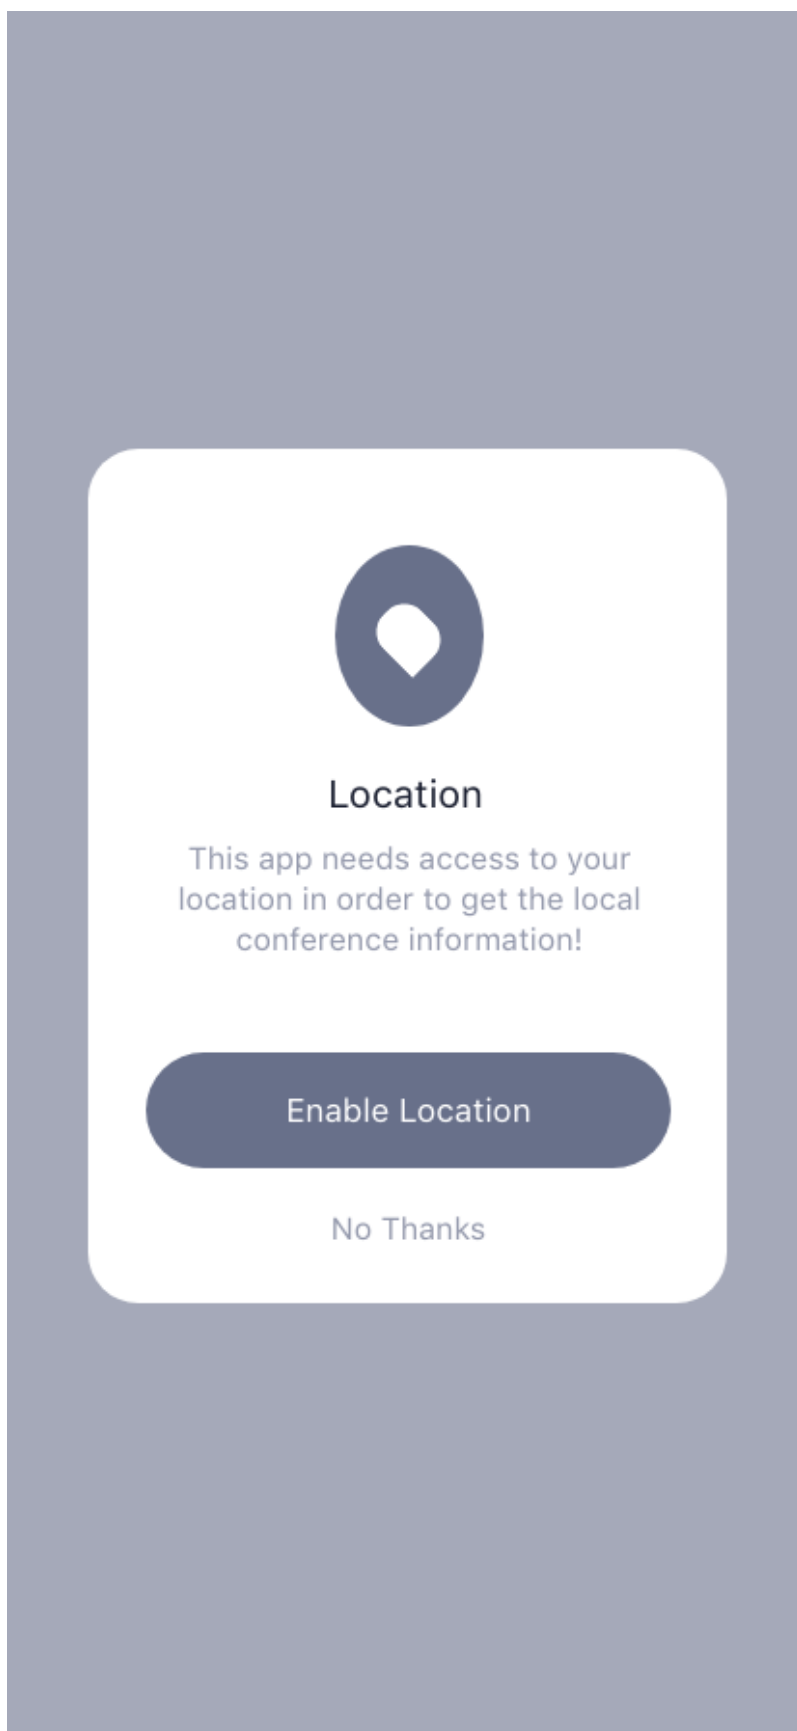 Location
This app needs access to your
location in order to get the local
conference information!
Enable Location
No Thanks